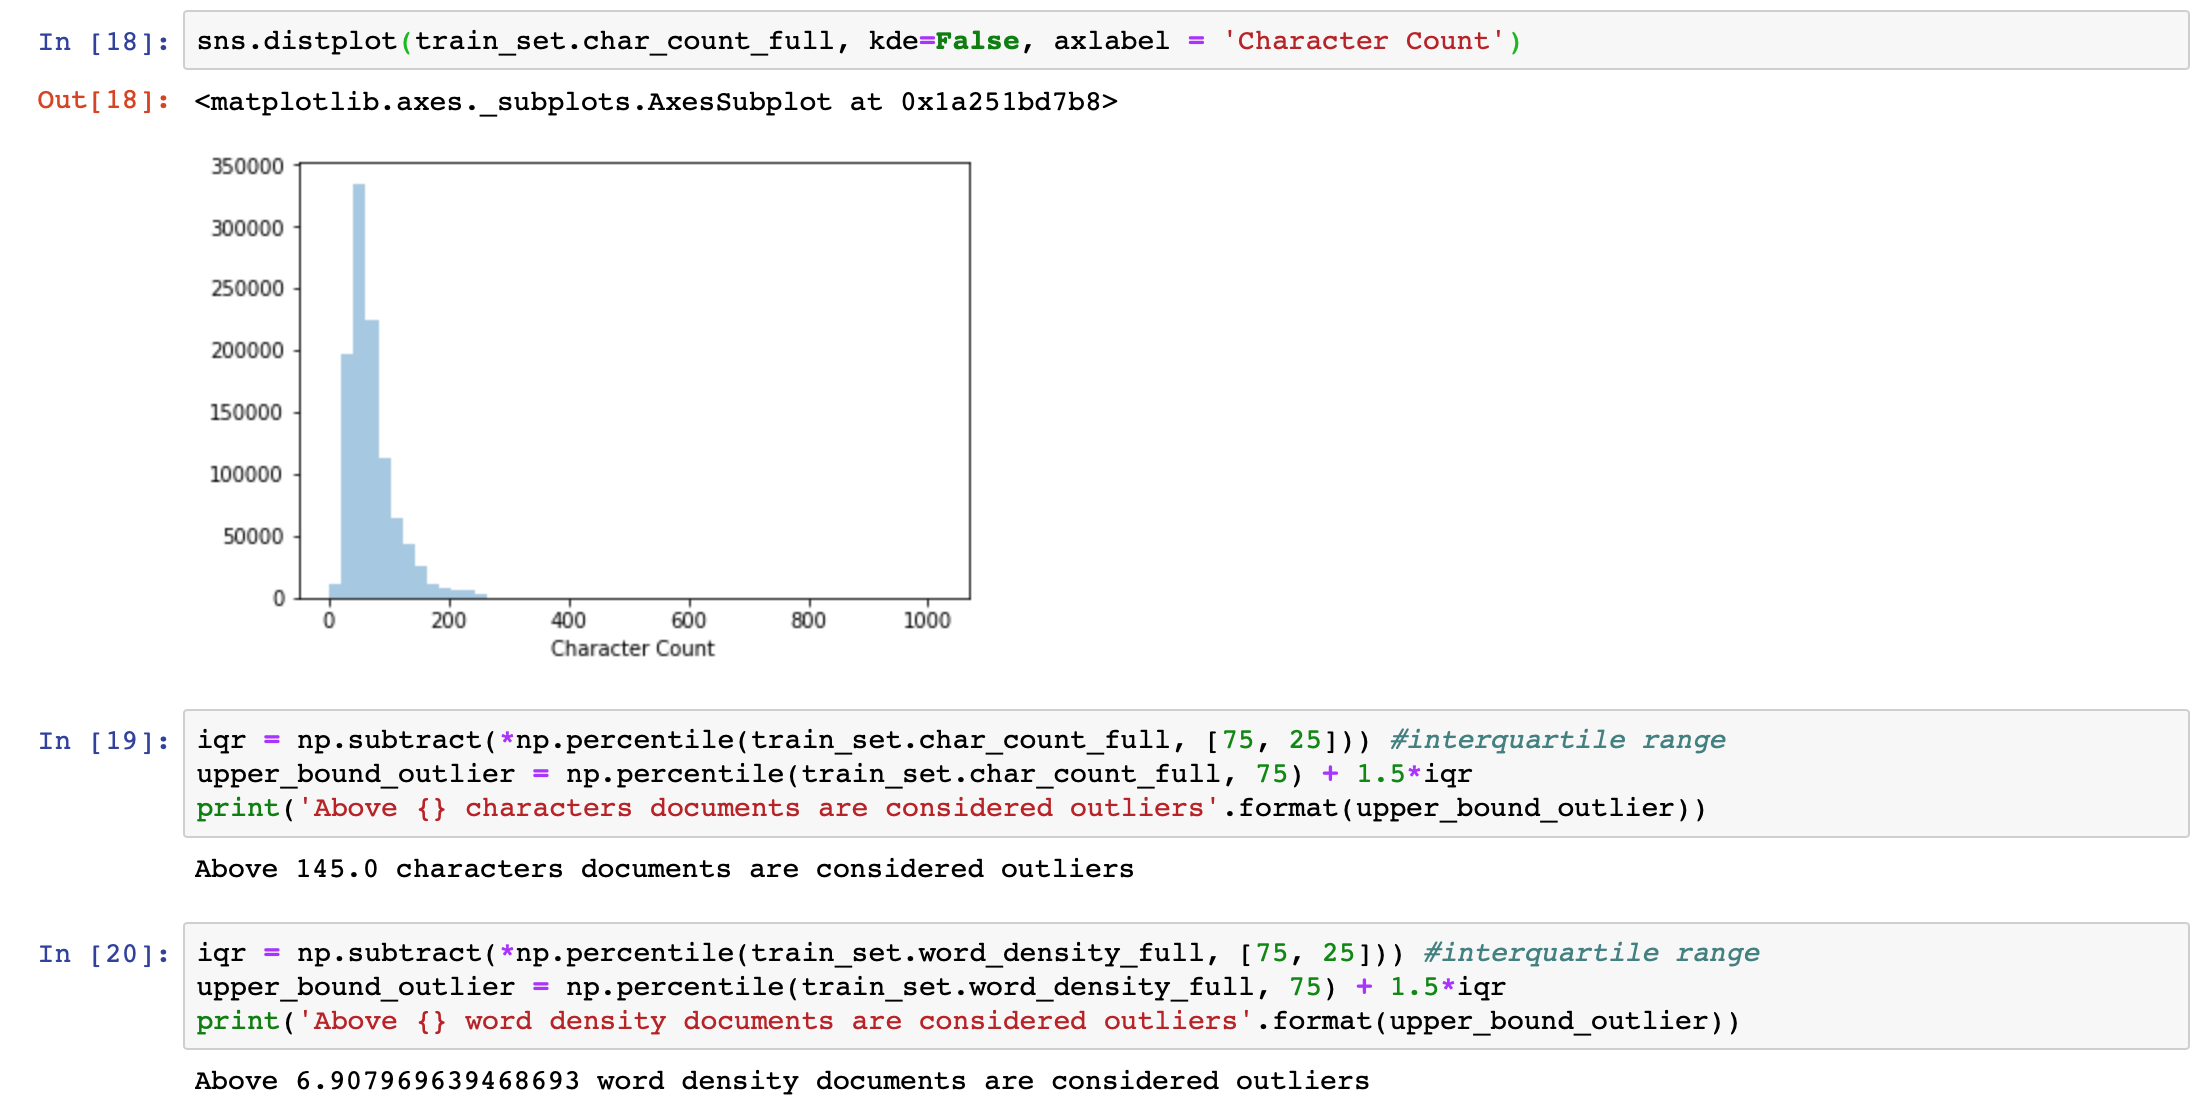 In [18]: sns.distplot(train_set.char_count_full, kde=False, axlabel = 'Character Count')
Out[18]: <matplotlib.axes._subplots.AxesSubplot at 0x1a251bd7b8>
350000
300000
250000
200000
150000
100000
50000
0
0 200 400 600 800 1000
Character Count
In [19]: iqr = np.subtract(*np.percentile(train_set.char_count_full, [75, 25])) #interquartile range
upper_bound_outlier = np.percentile(train_set.char_count_full, 75) + 1.5*iqr
print('Above {} characters documents are considered outliers'.format(upper_bound_outlier))
Above 145.0 characters documents are considered outliers
In [20]: iqr = np.subtract(*np.percentile(train_set.word_density_full, [75, 25])) #interquartile range
upper_bound_outlier = np.percentile(train_set.word_density_full, 75) + 1.5*iqr
print('Above {} word density documents are considered outliers'.format(upper_bound_outlier))
Above 6.907969639468693 word density documents are considered outliers